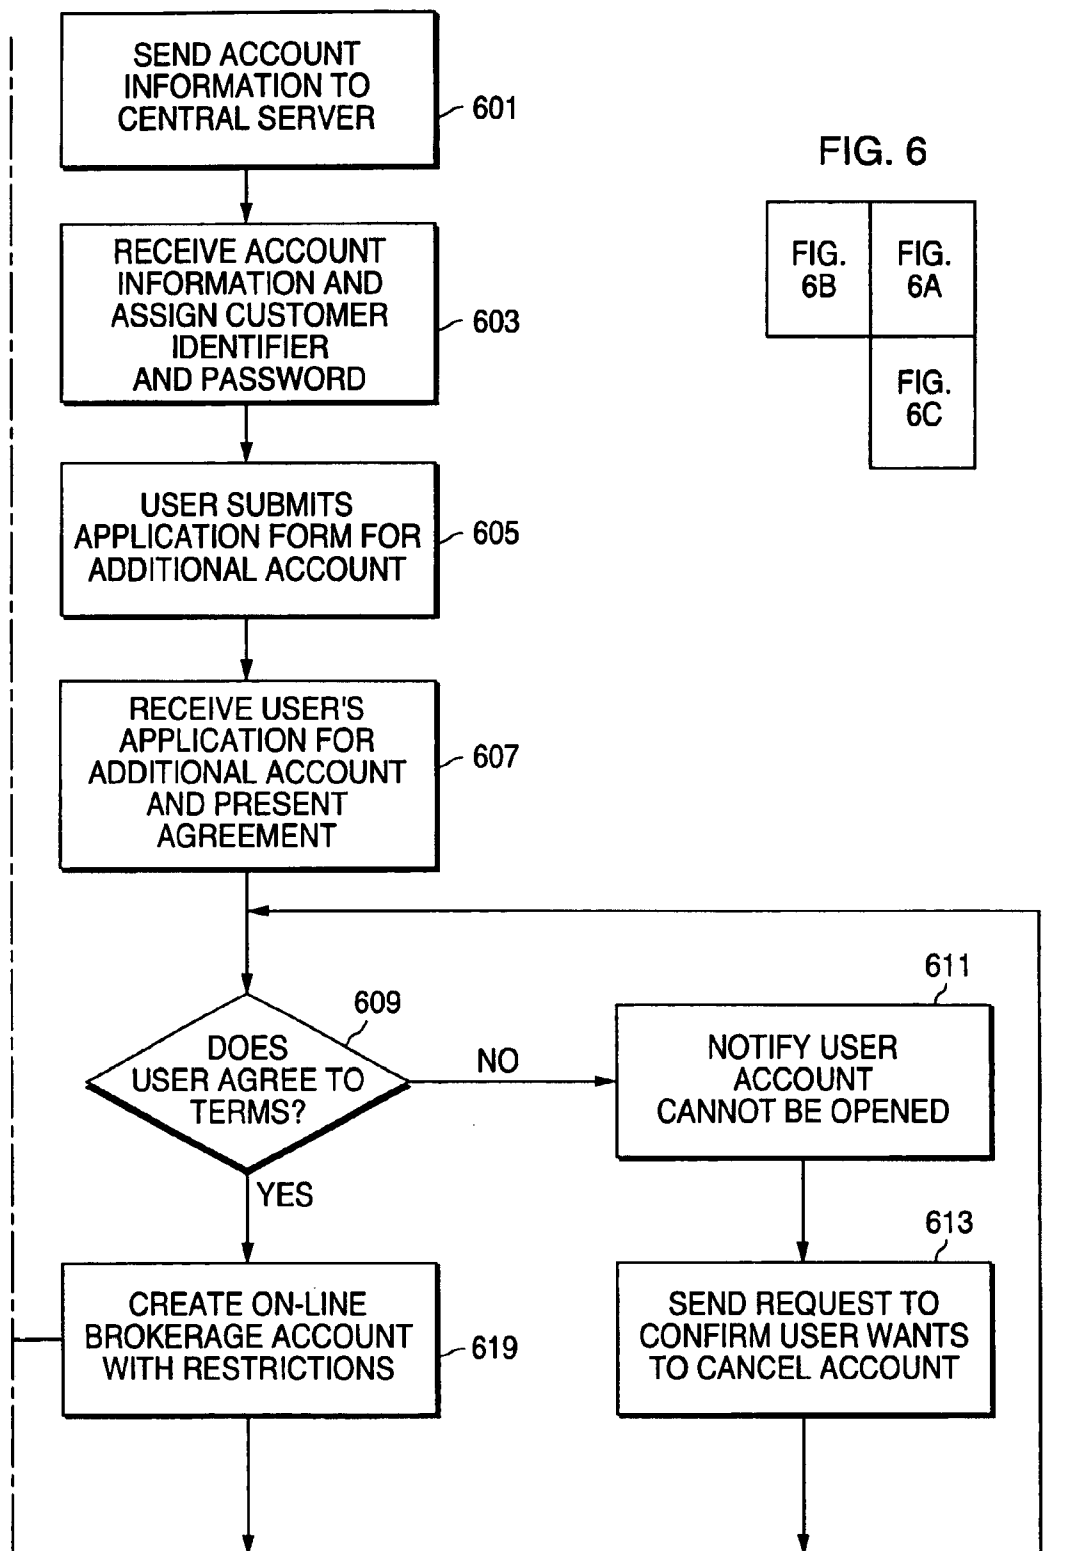 SEND ACCOUNT
INFORMATION TO
CENTRAL SERVER
601
FIG. 6
FIG.
6B
FIG.
6A
FIG.
6C
RECEIVE ACCOUNT
INFORMATION AND
ASSIGN CUSTOMER
IDENTIFIER
AND PASSWORD
603
USER SUBMITS
APPLICATION FORM FOR
ADDITIONAL ACCOUNT
605
RECEIVE USER'S
APPLICATION FOR
ADDITIONAL ACCOUNT
AND PRESENT
AGREEMENT
607
609
DOES
USER AGREE TO
TERMS?
NO
YES
611
NOTIFY USER
ACCOUNT
CANNOT BE OPENED
613
SEND REQUEST TO
CONFIRM USER WANTS
TO CANCEL ACCOUNT
CREATE ON-LINE
BROKERAGE ACCOUNT
WITH RESTRICTIONS
619